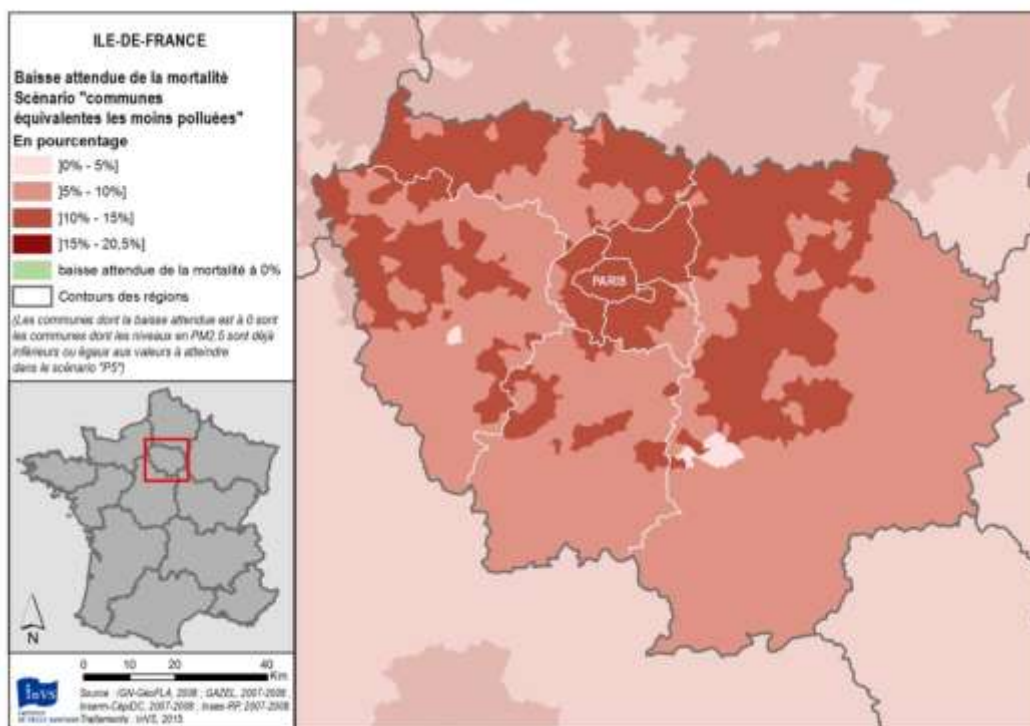 ILE-DE-FRANCE
Baisse attendue de la mortalité
Scénario "communes
équivalentes les moins polluées"
En pourcentage
]0% - 5%]
]5% - 10%]
]10% - 15%]
]15% - 20,5%]
baisse attendue de la mortalité à 0%
Contours des régions
(Les communes dont la baisse attendue est à 0 sont
les communes dont les niveaux en PM2.5 sont déjà
inférieurs ou égaux aux valeurs à atteindre
dans le scénario "P5")
PARIS
N
0 10 20 40
Km
InVS
Source : IGN-GéoFLA, 2008 ; GAZEL, 2007-2008 ;
Inserm-CépiDC, 2007-2008 ; Insee-RP, 2007-2008
Traitements : InVS, 2015